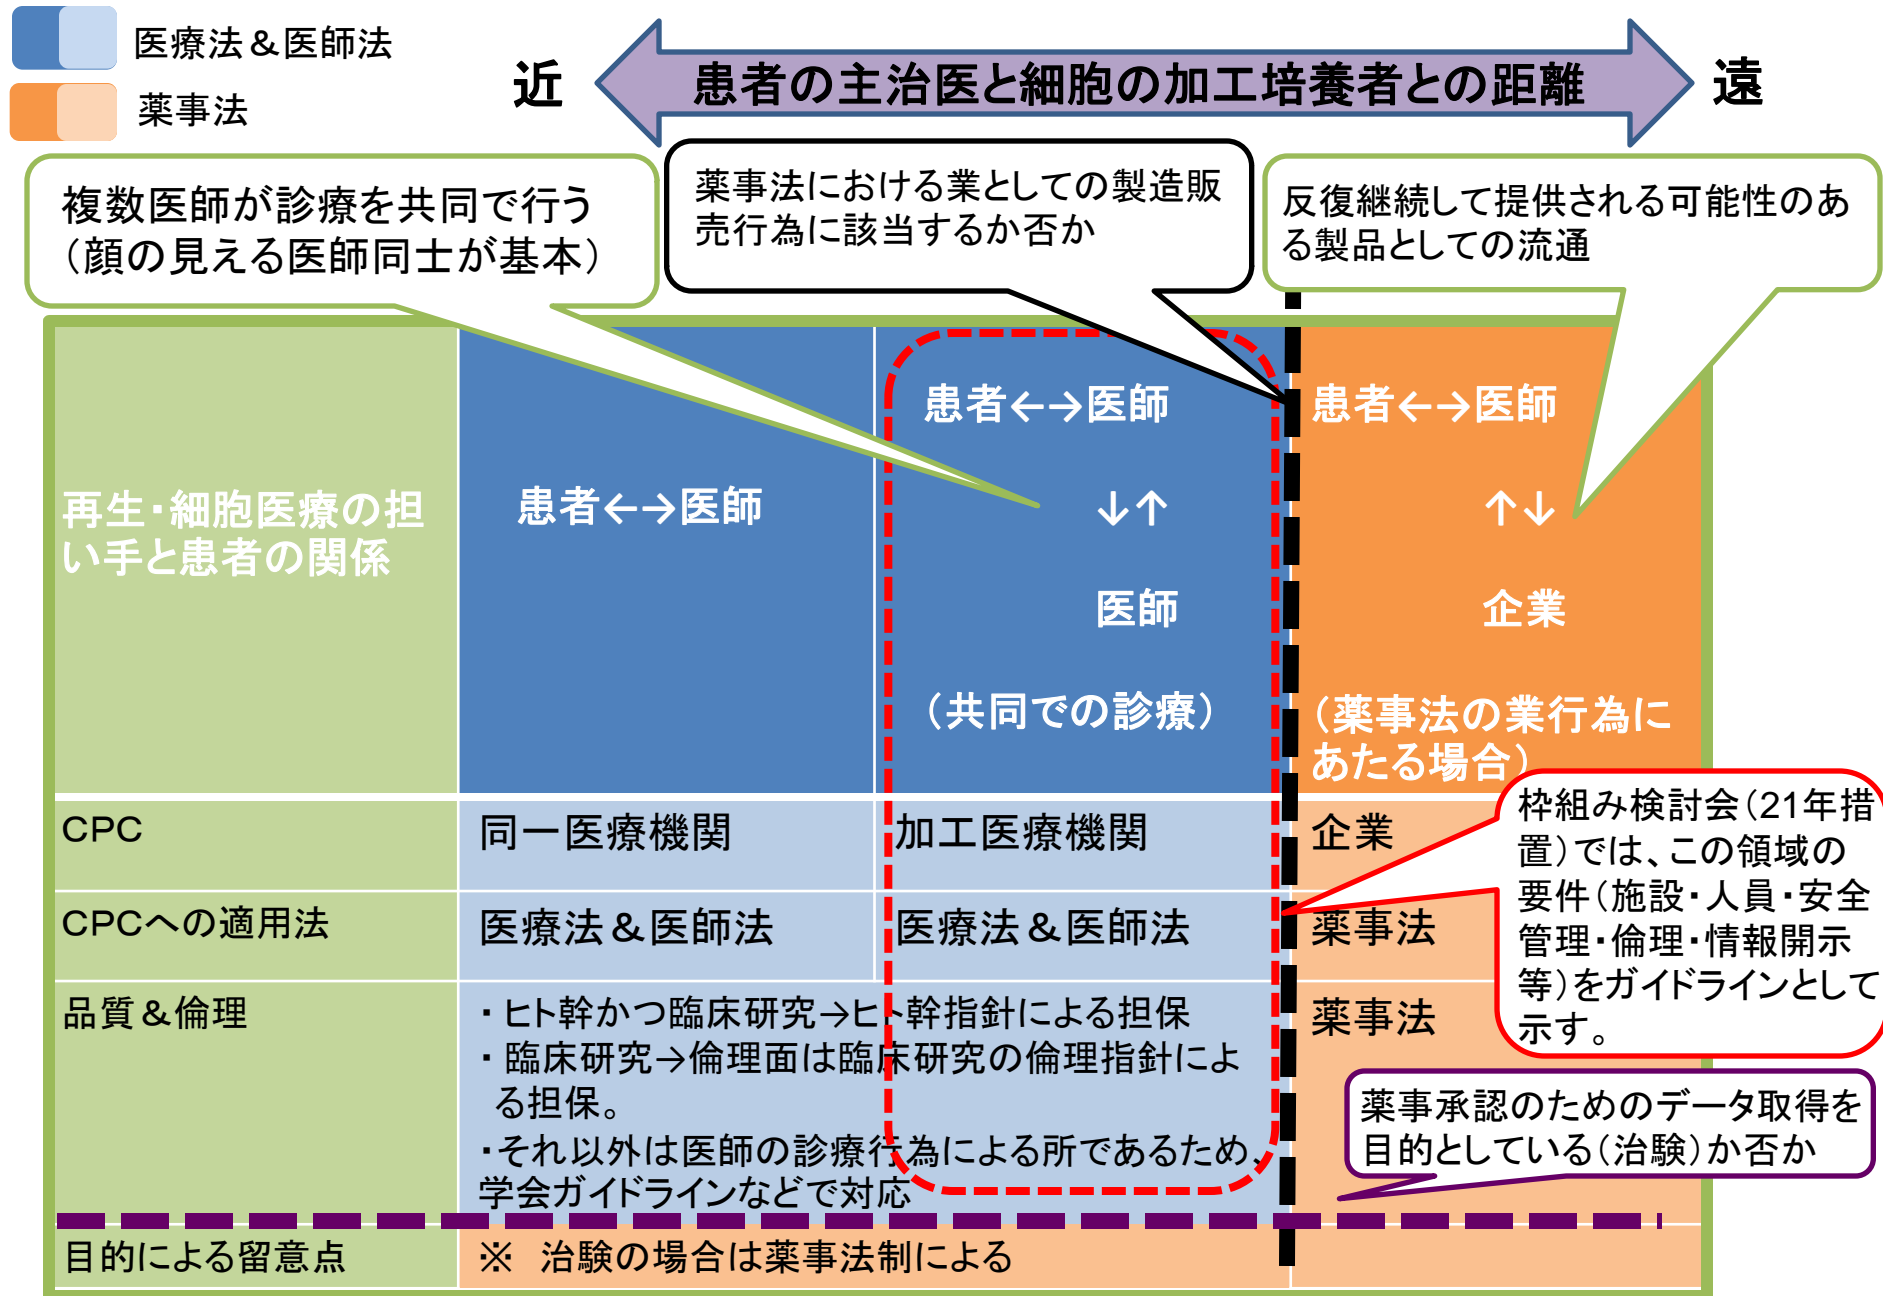 医療法＆医師法
薬事法
近
患者の主治医と細胞の加工培養者との距離
遠
複数医師が診療を共同で行う
（顔の見える医師同士が基本）
薬事法における業としての製造販
売行為に該当するか否か
反復継続して提供される可能性のあ
る製品としての流通
再生・細胞医療の担
い手と患者の関係
患者←→医師
患者←→医師
↓↑
医師
（共同での診療）
患者←→医師
↑↓
企業
（薬事法の業行為に
あたる場合）
CPC
同一医療機関
加工医療機関
企業
CPCへの適用法
医療法＆医師法
医療法＆医師法
薬事法
品質＆倫理
・ヒト幹かつ臨床研究→ヒト幹指針による担保
・臨床研究→倫理面は臨床研究の倫理指針によ
る担保。
・それ以外は医師の診療行為による所であるため、
学会ガイドラインなどで対応
薬事法
枠組み検討会（21年措
置）では、この領域の
要件（施設・人員・安全
管理・倫理・情報開示
等）をガイドラインとして
示す。
薬事承認のためのデータ取得を
目的としている（治験）か否か
目的による留意点
※　治験の場合は薬事法制による